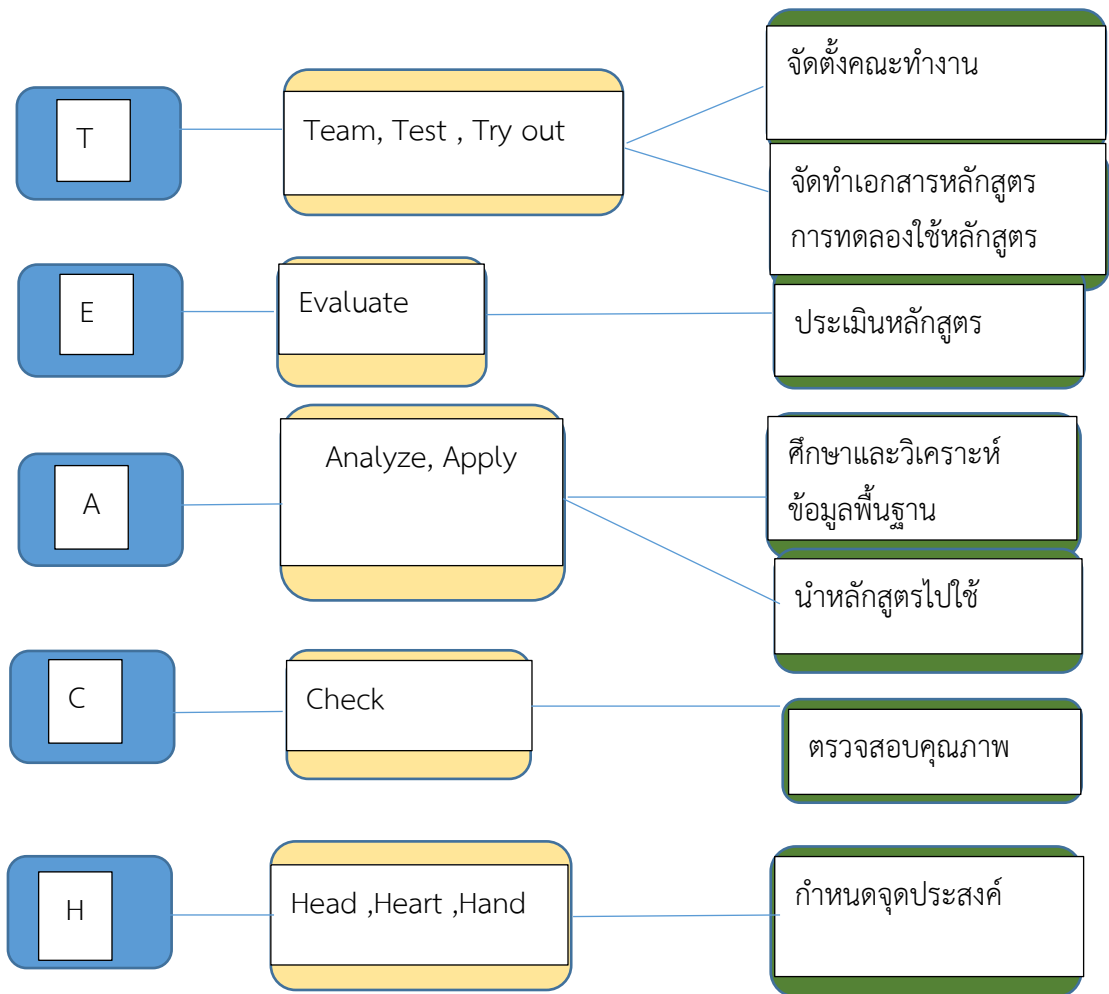 T
Team, Test , Try out
จัดตั้งคณะทำงาน
จัดทำเอกสารหลักสูตร
การทดลองใช้หลักสูตร
E
Evaluate
ประเมินหลักสูตร
A
Analyze, Apply
ศึกษาและวิเคราะห์
ข้อมูลพื้นฐาน
นำหลักสูตรไปใช้
C
Check
ตรวจสอบคุณภาพ
H
Head ,Heart ,Hand
กำหนดจุดประสงค์